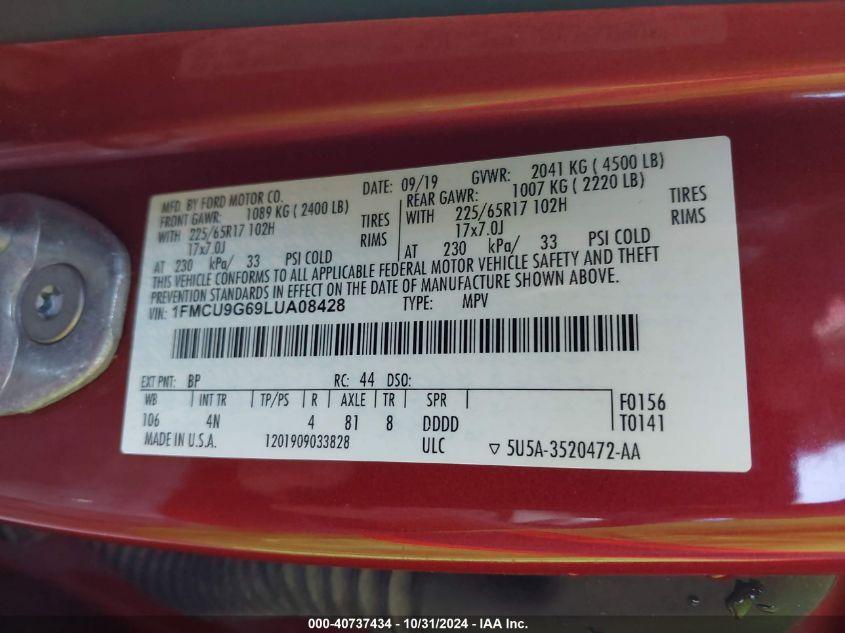 MFD. BY FORD MOTOR CO. DATE: 09/19 GVWR: 2041 KG ( 4500 LB)
FRONT GAWR: 1089 KG ( 2400 LB) REAR GAWR: 1007 KG ( 2220 LB)
WITH 225/65R17 102H TIRES WITH 225/65R17 102H TIRES
17x7.0J RIMS 17x7.0J RIMS
AT 230 kPa/ 33 PSI COLD AT 230 kPa/ 33 PSI COLD
THIS VEHICLE CONFORMS TO ALL APPLICABLE FEDERAL MOTOR VEHICLE SAFETY AND THEFT
PREVENTION STANDARDS IN EFFECT ON THE DATE OF MANUFACTURE SHOWN ABOVE.
VIN: 1FMCU9G69LUA08428 TYPE: MPV
EXT PNT: BP RC: 44 DSO:
WB INT TR TP/PS R AXLE TR SPR F0156
106 4N 4 81 8 DDDD T0141
MADE IN U.S.A. 1201909033828 ULC ▽ 5U5A-3520472-AA
000-40737434 - 10/31/2024 - IAA Inc.